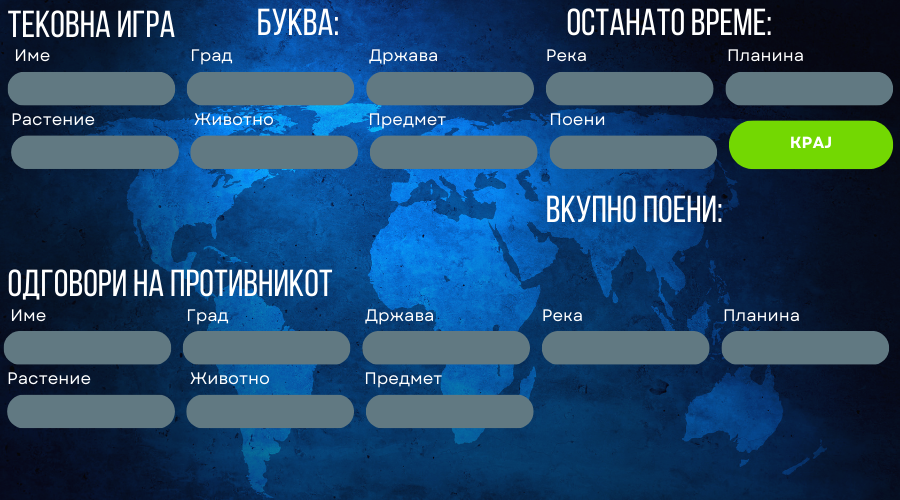 ТЕКОВНА ИГРА БУКВА: ОСТАНАТО ВРЕМЕ:
Име Град Држава Река Планина
Растение Животно Предмет Поени
КРАЈ
ВКУПНО ПОЕНИ:
ОДГОВОРИ НА ПРОТИВНИКОТ
Име Град Држава Река Планина
Растение Животно Предмет